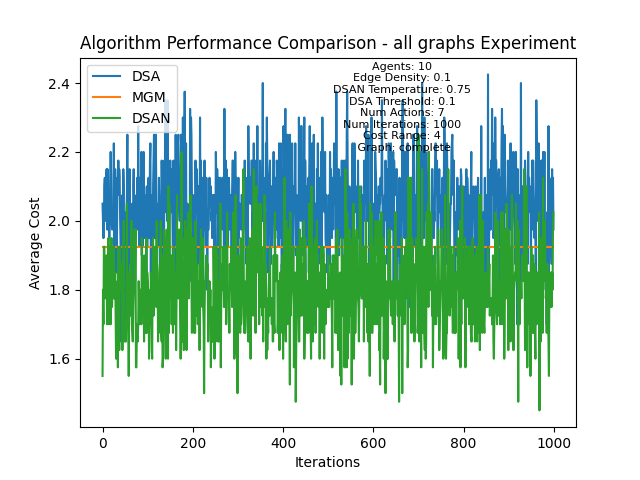 Algorithm Performance Comparison - all graphs Experiment
DSA
MGM
DSAN
Agents: 10
Edge Density: 0.1
DSAN Temperature: 0.75
DSA Threshold: 0.1
Num Actions: 7
Num Iterations: 1000
Cost Range: 4
Graph: complete
Average Cost
2.4
2.2
2.0
1.8
1.6
0 200 400 600 800 1000
Iterations